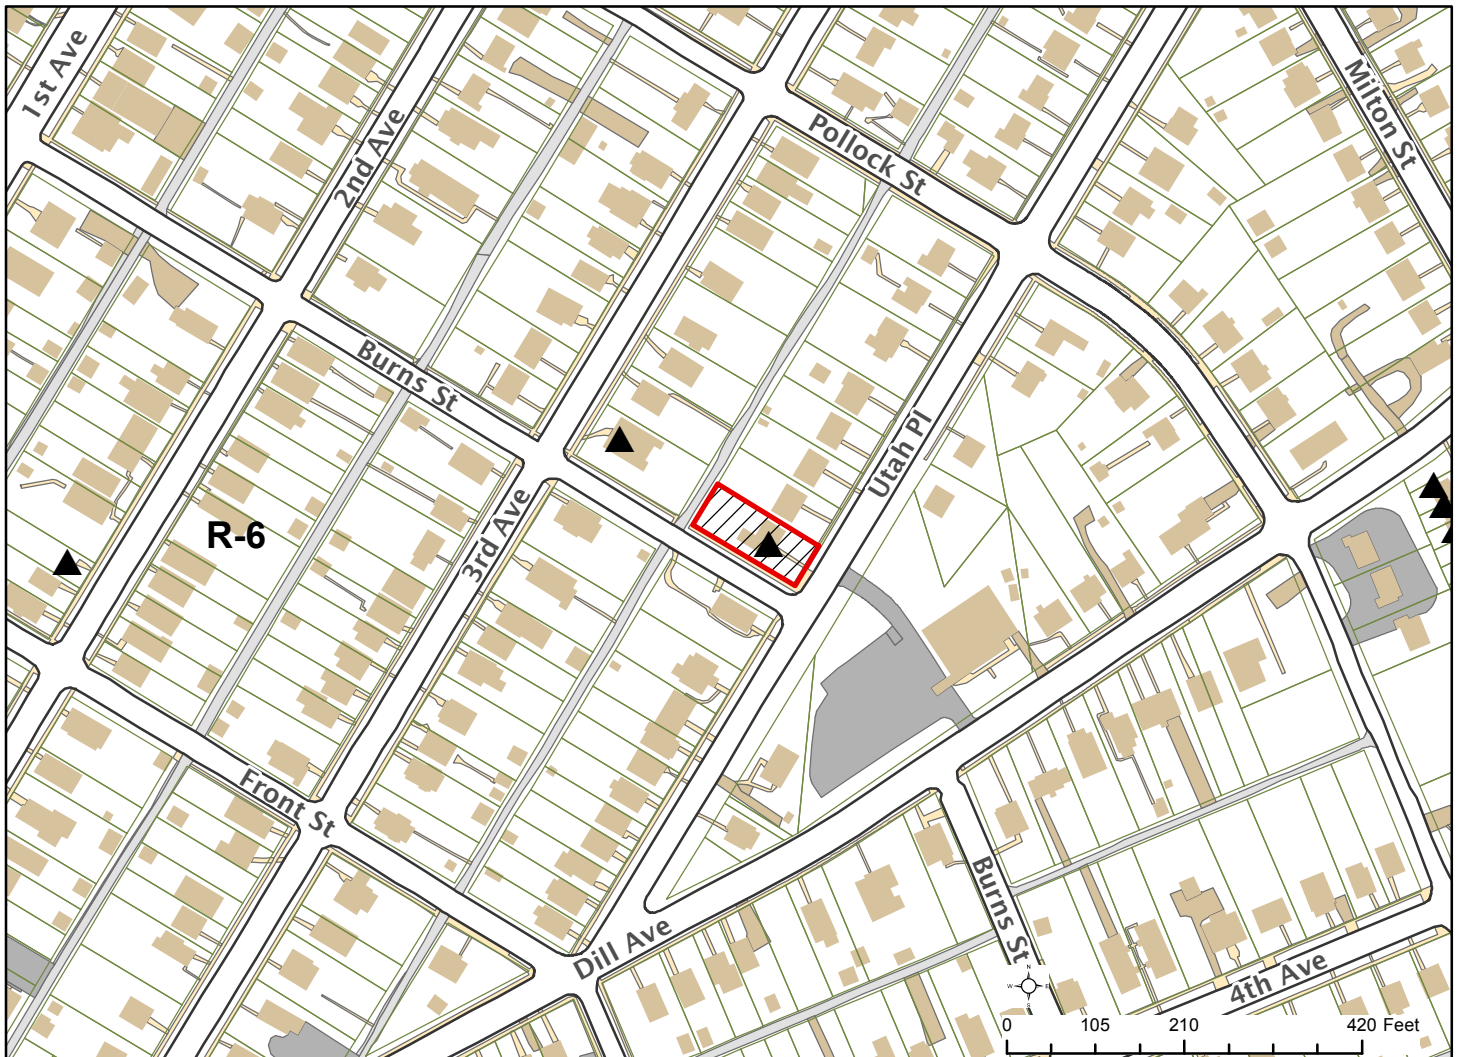 1st Ave
2nd Ave
Pollock St
Milton St
Burns St
Utah Pl
3rd Ave
R-6
Front St
Dill Ave
Burns St
4th Ave
N
W
E
S
0 105 210 420 Feet